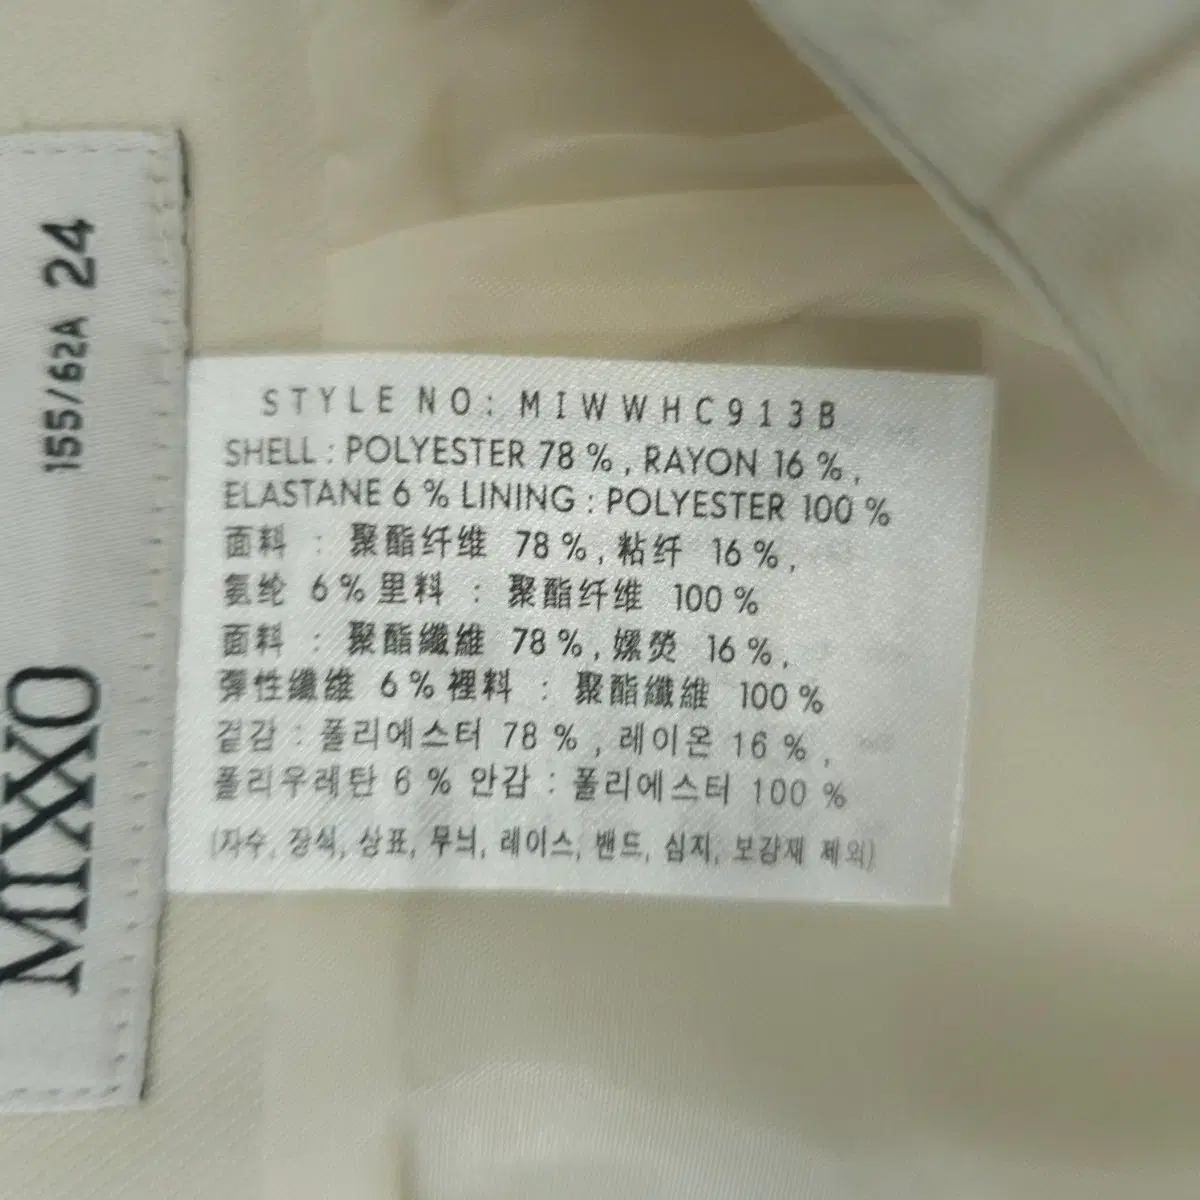 MIXXO
155/62A 24
STYLE NO: MIWWHC913B
SHELL : POLYESTER 78 % , RAYON 16 % ,
ELASTANE 6 % LINING : POLYESTER 100 %
面料 : 聚酯纤维 78 % , 粘纤 16 % ,
氨纶 6 % 里料 : 聚酯纤维 100 %
面料 : 聚酯纖維 78 % , 嫘熒 16 % ,
彈性纖維 6 % 裡料 : 聚酯纖維 100 %
겉감 : 폴리에스터 78 % , 레이온 16 % ,
폴리우레탄 6 % 안감 : 폴리에스터 100 %
(자수, 장식, 상표, 무늬, 레이스, 밴드, 심지, 보강재 제외)